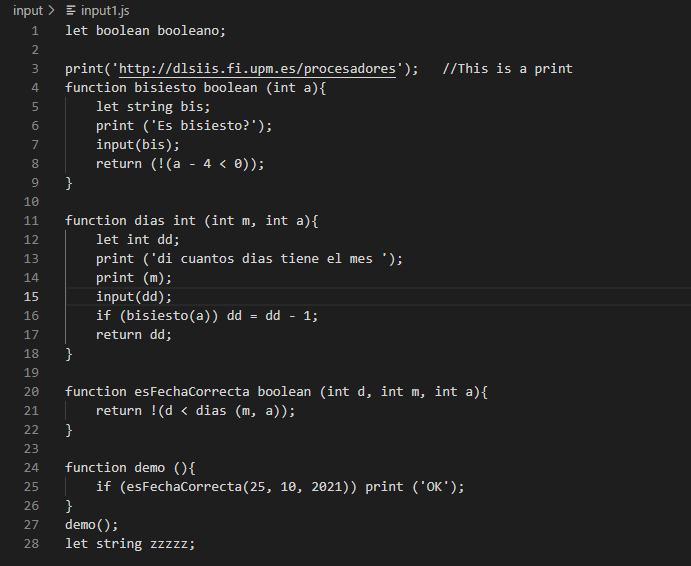 input > input1.js
1 let boolean booleano;
2
3 print('http://dlsiis.fi.upm.es/procesadores');   //This is a print
4 function bisiesto boolean (int a){
5     let string bis;
6     print ('Es bisiesto?');
7     input(bis);
8     return (!(a - 4 < 0));
9 }
10
11 function dias int (int m, int a){
12     let int dd;
13     print ('di cuantos dias tiene el mes ');
14     print (m);
15     input(dd);
16     if (bisiesto(a)) dd = dd - 1;
17     return dd;
18 }
19
20 function esFechaCorrecta boolean (int d, int m, int a){
21     return !(d < dias (m, a));
22 }
23
24 function demo (){
25     if (esFechaCorrecta(25, 10, 2021)) print ('OK');
26 }
27 demo();
28 let string zzzzz;